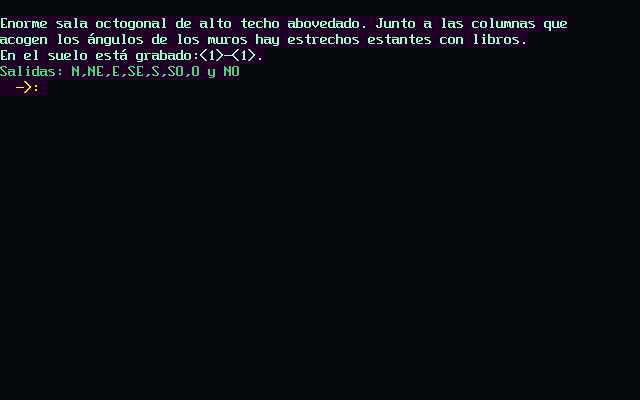 Enorme sala octogonal de alto techo abovedado. Junto a las columnas que
acogen los ángulos de los muros hay estrechos estantes con libros.
En el suelo está grabado:<1>-<1>.
Salidas: N,NE,E,SE,S,SO,O y NO
->: